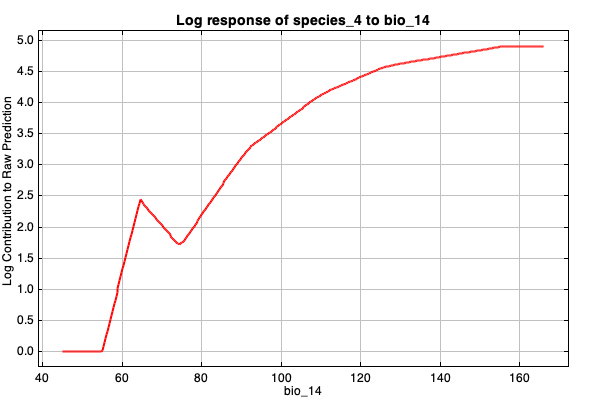 Log response of species_4 to bio_14
Log Contribution to Raw Prediction
5.0
4.5
4.0
3.5
3.0
2.5
2.0
1.5
1.0
0.5
0.0
40 60 80 100 120 140 160
bio_14